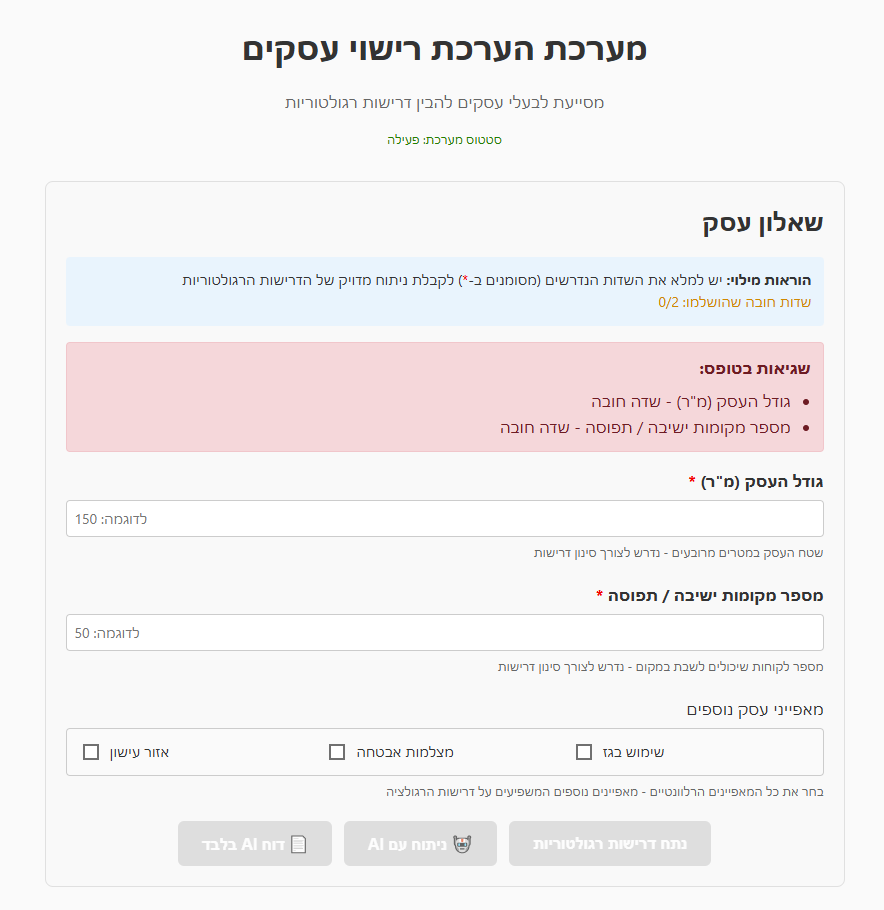 מערכת הערכת רישוי עסקים
מסייעת לבעלי עסקים להבין דרישות רגולטוריות
סטטוס מערכת: פעילה
שאלון עסק
הוראות מילוי: יש למלא את השדות הנדרשים (מסומנים ב-*) לקבלת ניתוח מדויק של הדרישות הרגולטוריות
שדות חובה שהושלמו: 0/2
שגיאות בטופס:
• גודל העסק (מ"ר) - שדה חובה
• מספר מקומות ישיבה / תפוסה - שדה חובה
גודל העסק (מ"ר) *
לדוגמה: 150
שטח העסק במטרים מרובעים - נדרש לצורך סינון דרישות
מספר מקומות ישיבה / תפוסה *
לדוגמה: 50
מספר לקוחות שיכולים לשבת במקום - נדרש לצורך סינון דרישות
מאפייני עסק נוספים
שימוש בגז
מצלמות אבטחה
אזור עישון
בחר את כל המאפיינים הרלוונטיים - מאפיינים נוספים המשפיעים על דרישות הרגולציה
נתח דרישות רגולטוריות
ניתוח עם AI
דוח AI בלבד